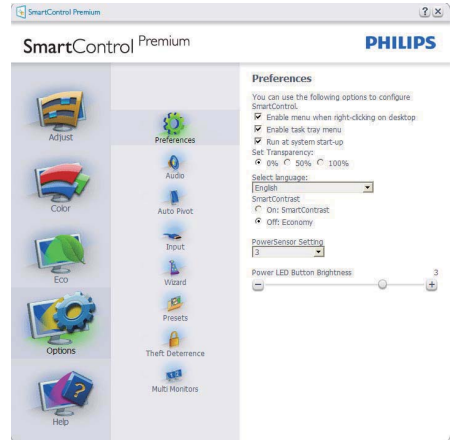 SmartControl Premium
SmartControl Premium
PHILIPS
Adjust
Color
Eco
Options
Help
Preferences
Audio
Auto Pivot
Input
Wizard
Presets
Theft Deterrence
Multi Monitors
Preferences
You can use the following options to configure
SmartControl.
Enable menu when right-clicking on desktop
Enable task tray menu
Run at system start-up
Set Transparency:
0% 50% 100%
Select language:
English
SmartContrast
On: SmartContrast
Off: Economy
PowerSensor Setting
3
Power LED Button Brightness 3